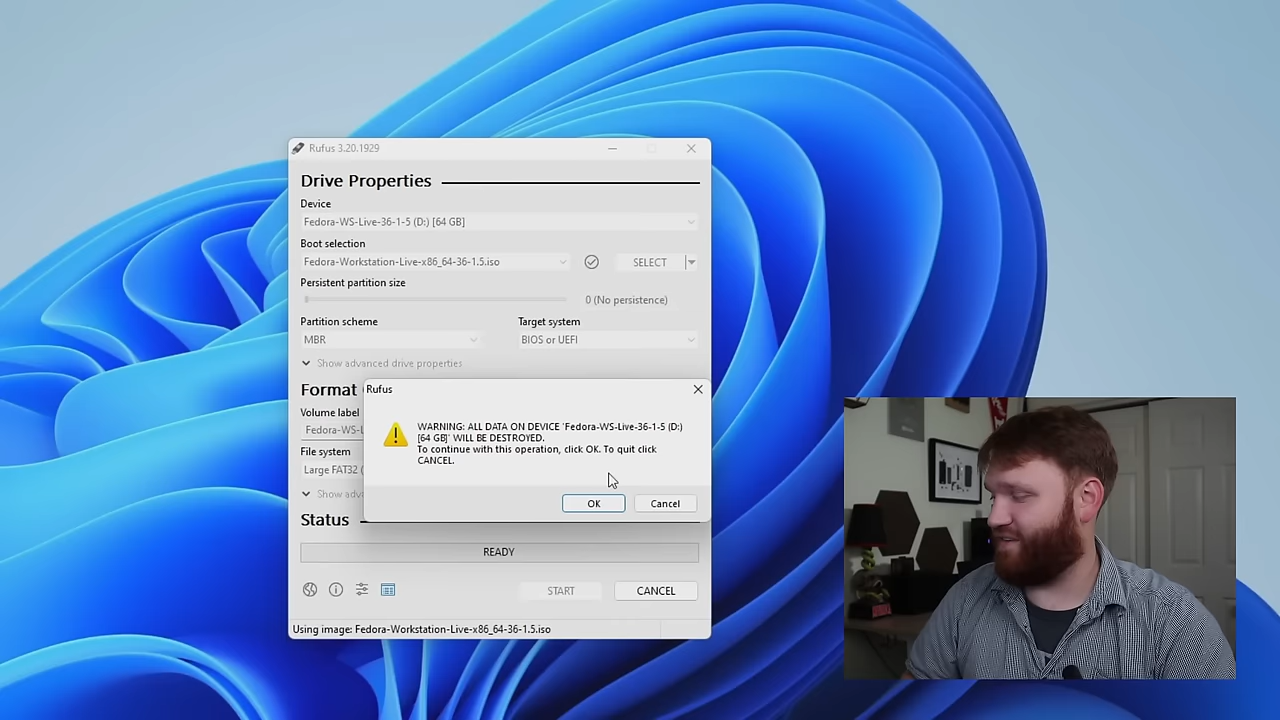 Rufus 3.20.1929
Drive Properties
Device
Fedora-WS-Live-36-1-5 (D:) [64 GB]
Boot selection
Fedora-Workstation-Live-x86_64-36-1.5.iso
SELECT
Persistent partition size
0 (No persistence)
Partition scheme
Target system
MBR
BIOS or UEFI
Show advanced drive properties
Format
Volume label
Fedora-WS-L
File system
Large FAT32
Show adv
Rufus
WARNING: ALL DATA ON DEVICE 'Fedora-WS-Live-36-1-5 (D:)
[64 GB]' WILL BE DESTROYED.
To continue with this operation, click OK. To quit click
CANCEL.
OK
Cancel
Status
READY
START
CANCEL
Using image: Fedora-Workstation-Live-x86_64-36-1.5.iso